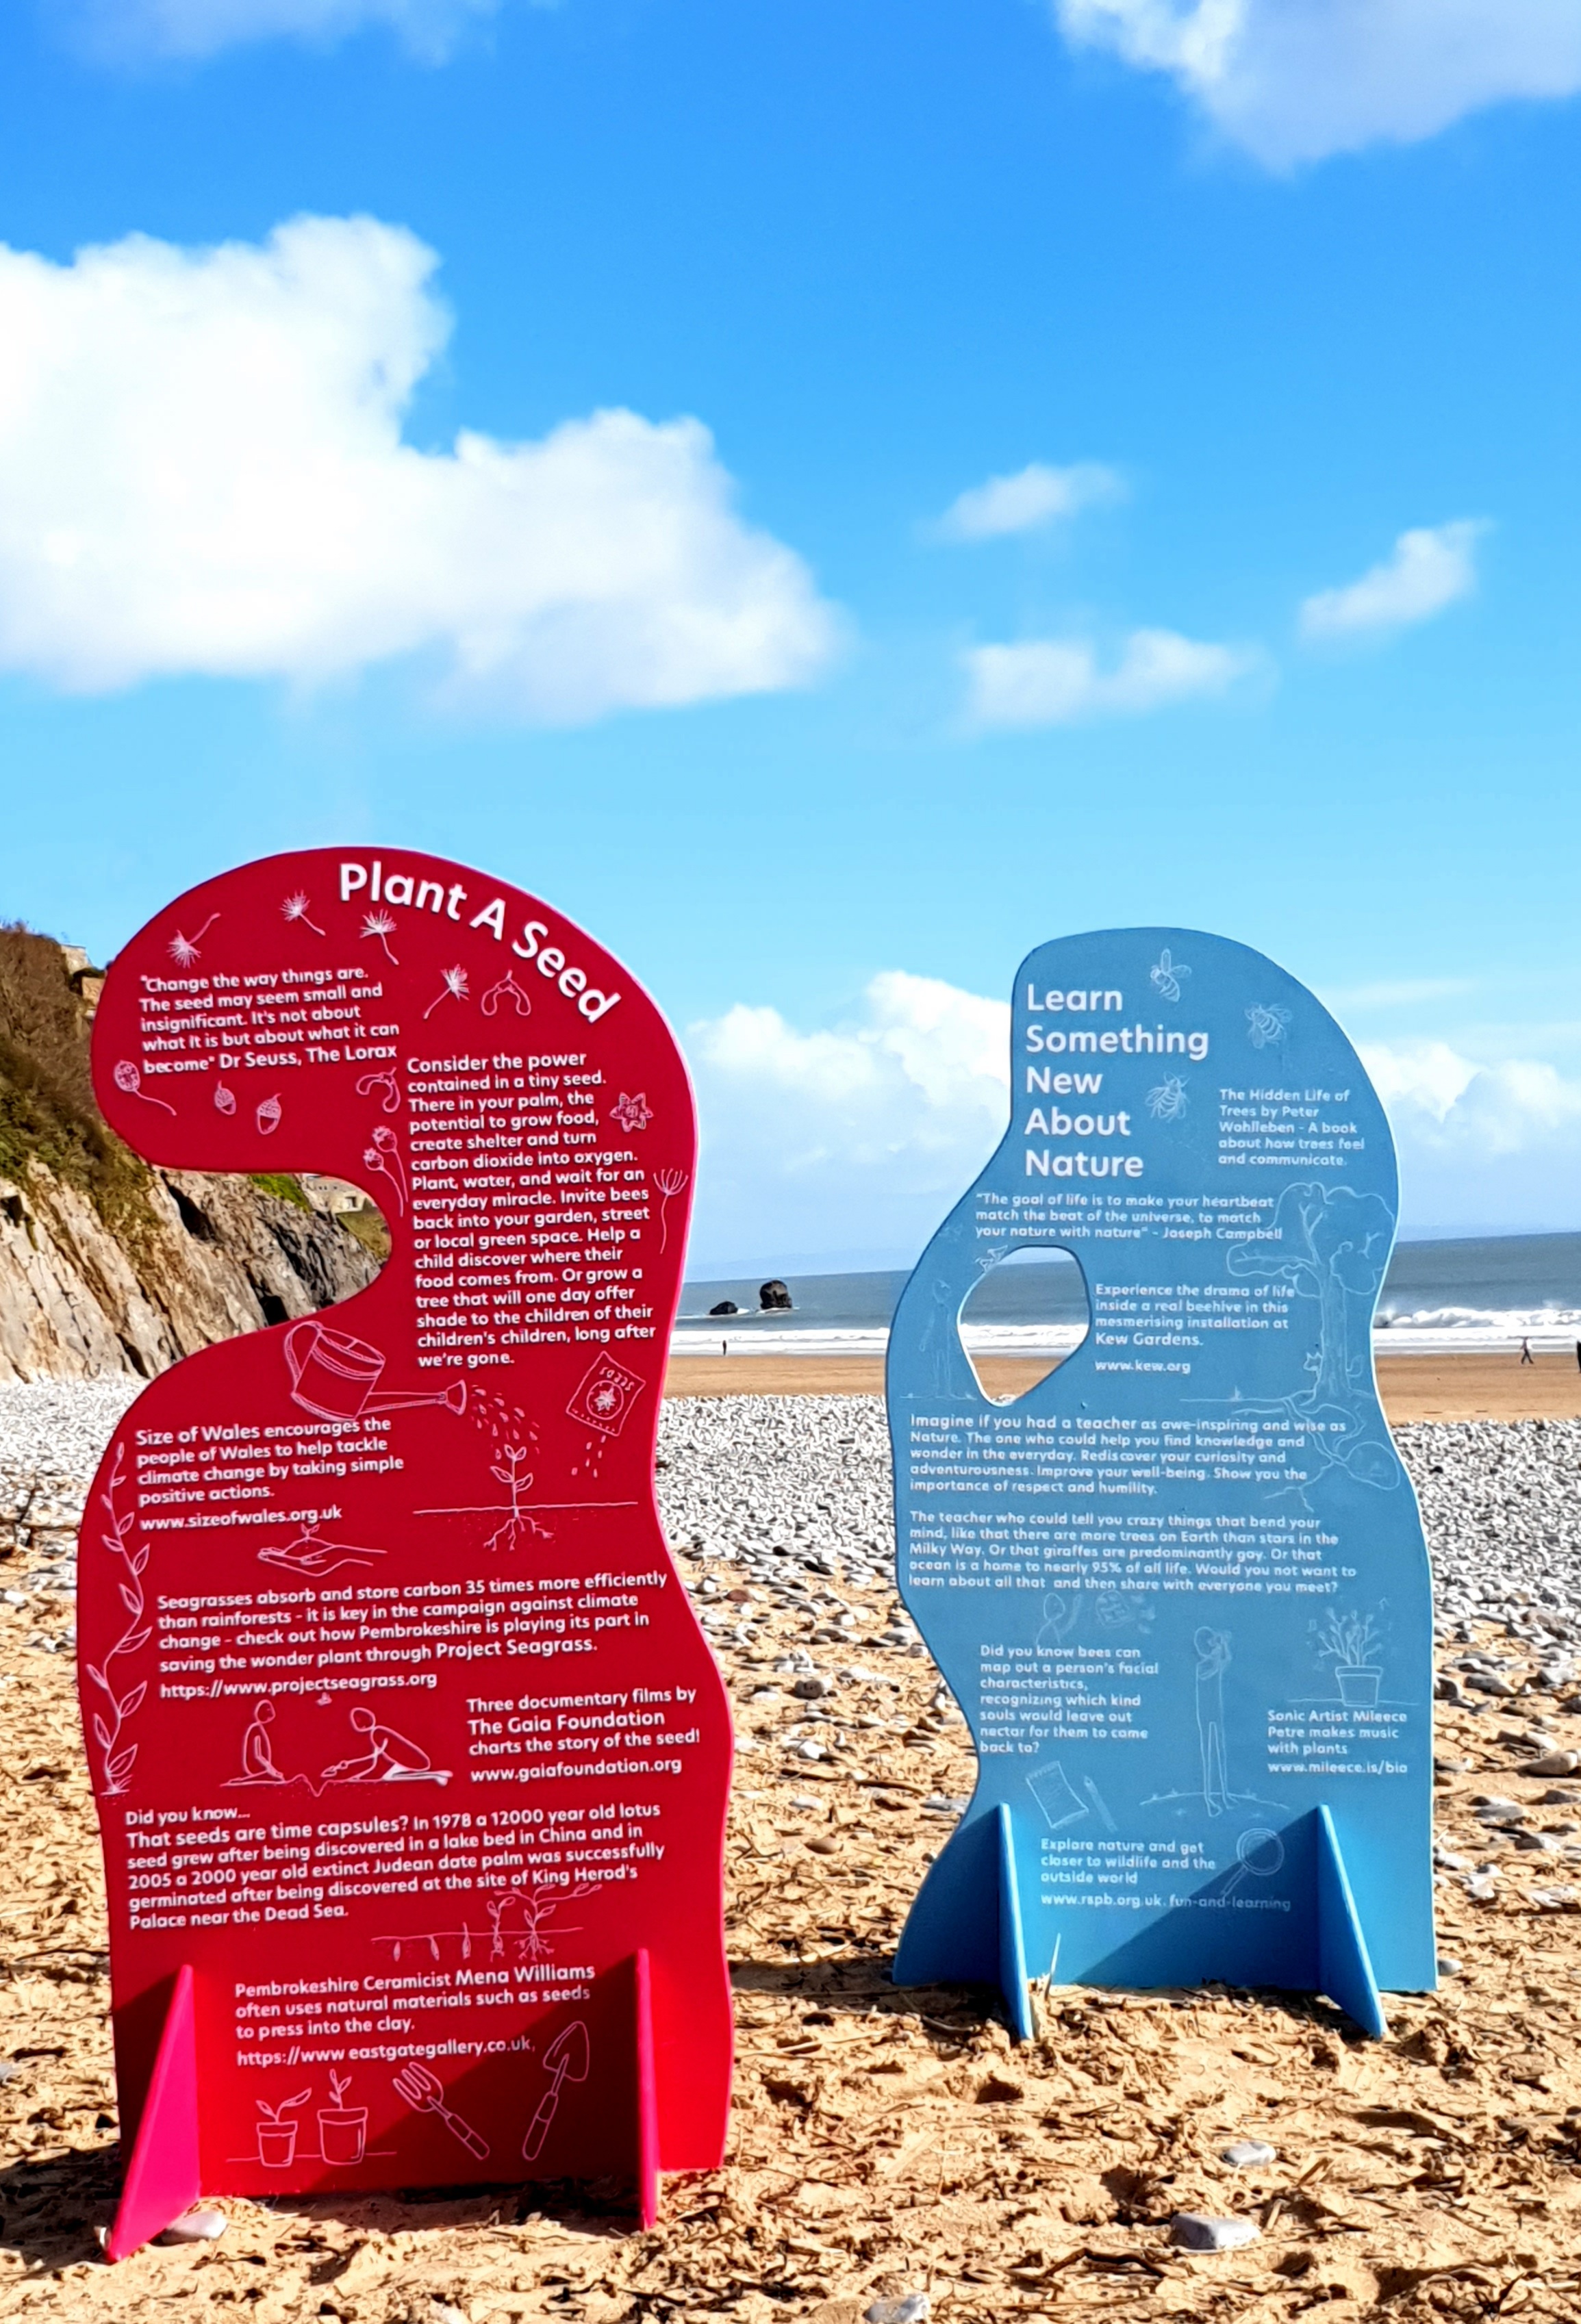 Plant A Seed
"Change the way things are.
The seed may seem small and
insignificant. It's not about
what it is but about what it can
become" Dr Seuss, The Lorax
Consider the power
contained in a tiny seed.
There in your palm, the
potential to grow food,
create shelter and turn
carbon dioxide into oxygen.
Plant, water, and wait for an
everyday miracle. Invite bees
back into your garden, street
or local green space. Help a
child discover where their
food comes from. Or grow a
tree that will one day offer
shade to the children of their
children's children, long after
we're gone.
SEEDS
Size of Wales encourages the
people of Wales to help tackle
climate change by taking simple
positive actions.
www.sizeofwales.org.uk
Seagrasses absorb and store carbon 35 times more efficiently
than rainforests - it is key in the campaign against climate
change - check out how Pembrokeshire is playing its part in
saving the wonder plant through Project Seagrass.
https://www.projectseagrass.org
Three documentary films by
The Gaia Foundation
charts the story of the seed!
www.gaiafoundation.org
Did you know...
That seeds are time capsules? In 1978 a 12000 year old lotus
seed grew after being discovered in a lake bed in China and in
2005 a 2000 year old extinct Judean date palm was successfully
germinated after being discovered at the site of King Herod's
Palace near the Dead Sea.
Pembrokeshire Ceramicist Mena Williams
often uses natural materials such as seeds
to press into the clay.
https://www eastgategallery.co.uk,
Learn
Something
New
About
Nature
The Hidden Life of
Trees by Peter
Wohlleben - A book
about how trees feel
and communicate.
"The goal of life is to make your heartbeat
match the beat of the universe, to match
your nature with nature" - Joseph Campbell
Experience the drama of life
inside a real beehive in this
mesmerising installation at
Kew Gardens.
www.kew.org
Imagine if you had a teacher as awe-inspiring and wise as
Nature. The one who could help you find knowledge and
wonder in the everyday. Rediscover your curiosity and
adventurousness. Improve your well-being. Show you the
importance of respect and humility.
The teacher who could tell you crazy things that bend your
mind, like that there are more trees on Earth than stars in the
Milky Way. Or that giraffes are predominantly gay. Or that
ocean is a home to nearly 95% of all life. Would you not want to
learn about all that and then share with everyone you meet?
Did you know bees can
map out a person's facial
characteristics,
recognizing which kind
souls would leave out
nectar for them to come
back to?
Sonic Artist Mileece
Petre makes music
with plants
www.mileece.is/bio
Explore nature and get
closer to wildlife and the
outside world
www.rspb.org.uk. fun-and-learning